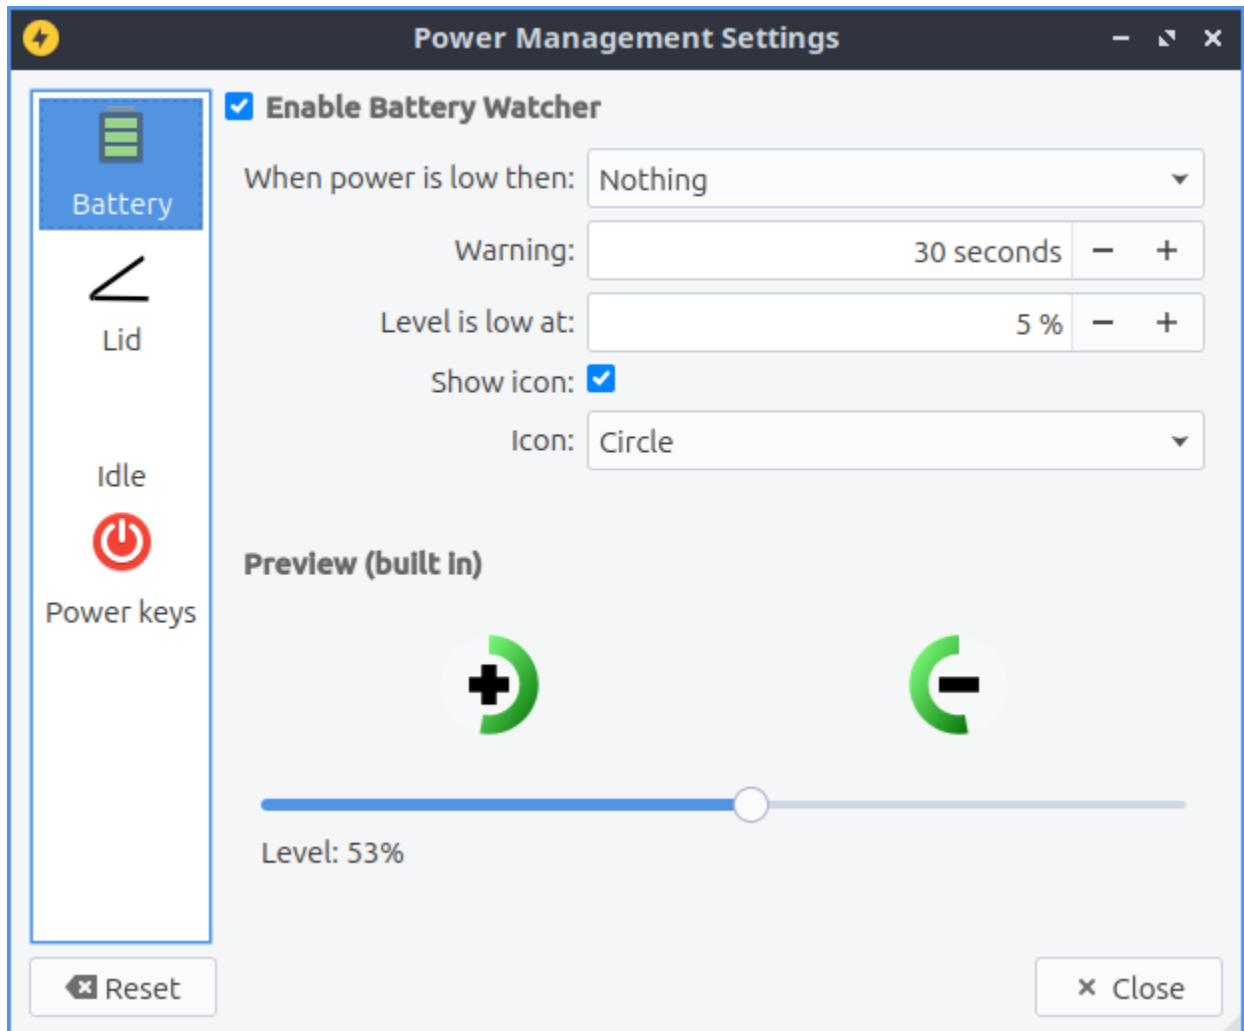 Power Management Settings
Battery
Lid
Idle
Power keys
Enable Battery Watcher
When power is low then: Nothing
Warning: 30 seconds
Level is low at: 5 %
Show icon:
Icon: Circle
Preview (built in)
Level: 53%
Reset
Close